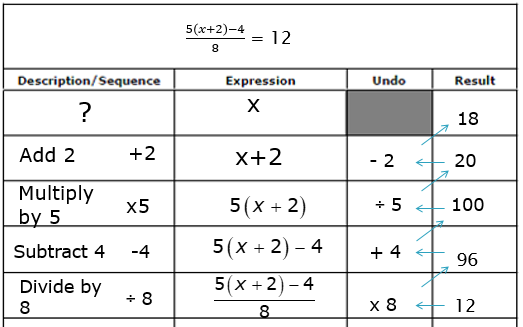 5(x+2)−4
8
= 12
Description/Sequence Expression Undo Result
? x 18
Add 2 +2 x+2 - 2 20
Multiply
by 5 x5 5(x + 2) ÷ 5 100
Subtract 4 -4 5(x + 2) − 4 + 4 96
Divide by
8 ÷ 8 5(x + 2) − 4
8 x 8 12